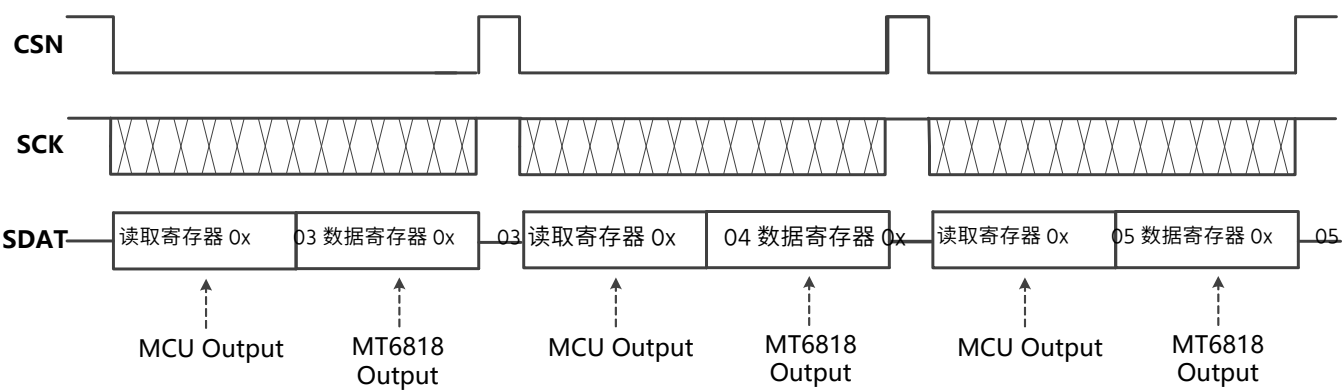 CSN
SCK
SDAT
读取寄存器 0x 03 数据寄存器 0x 03 读取寄存器 0x 04 数据寄存器 0x 读取寄存器 0x 05 数据寄存器 0x 05
MCU Output
MT6818
Output
MCU Output
MT6818
Output
MCU Output
MT6818
Output